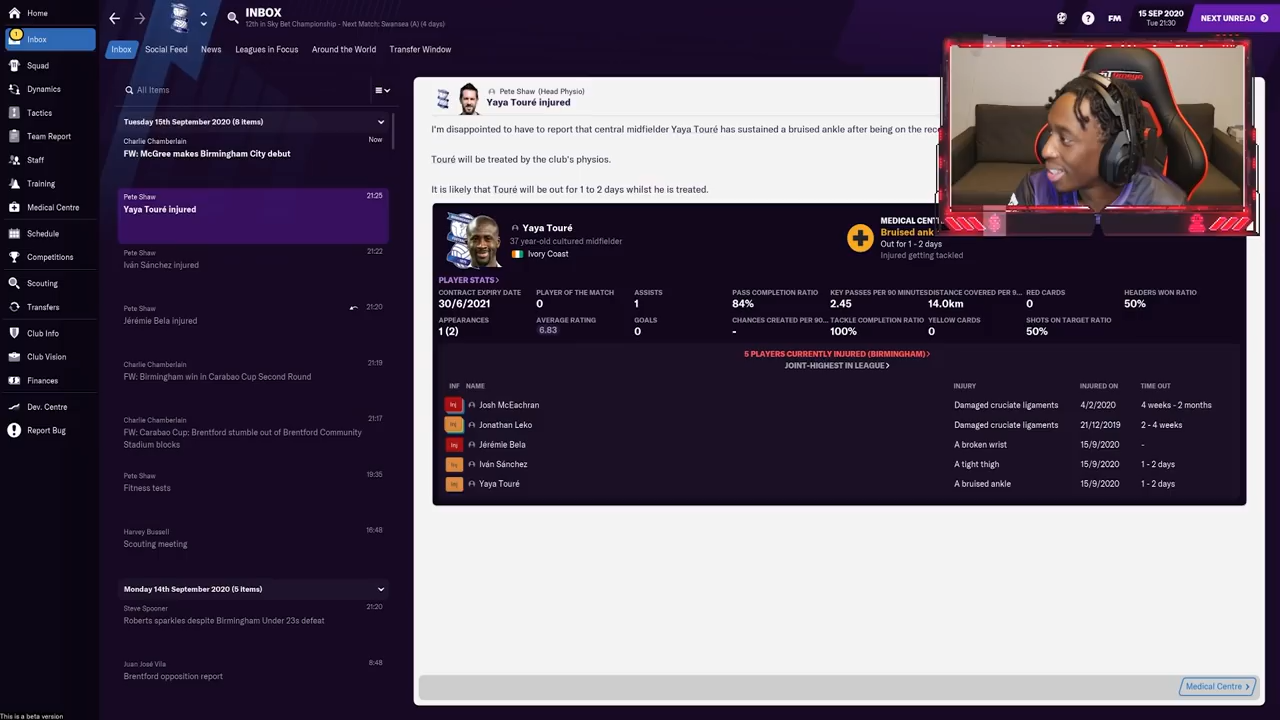 Home
INBOX
12th in Sky Bet Championship - Next Match: Swansea (A) (4 days)
FM
15 SEP 2020
Tue 21:30
NEXT UNREAD
1
Inbox
Squad
Dynamics
Tactics
Team Report
Staff
Training
Medical Centre
Schedule
Competitions
Scouting
Transfers
Club Info
Club Vision
Finances
Dev. Centre
Report Bug
This is a beta version
Inbox
Social Feed
News
Leagues in Focus
Around the World
Transfer Window
All Items
Tuesday 15th September 2020 (8 items)
Charlie Chamberlain
Now
FW: McGree makes Birmingham City debut
Pete Shaw
21:25
Yaya Touré injured
Pete Shaw
21:22
Iván Sánchez injured
Pete Shaw
21:20
Jérémie Bela injured
Charlie Chamberlain
21:19
FW: Birmingham win in Carabao Cup Second Round
Charlie Chamberlain
21:17
FW: Carabao Cup: Brentford stumble out of Brentford Community
Stadium blocks
Pete Shaw
19:35
Fitness tests
Harvey Bussell
16:48
Scouting meeting
Monday 14th September 2020 (5 items)
Steve Spooner
21:20
Roberts sparkles despite Birmingham Under 23s defeat
Juan José Vila
8:48
Brentford opposition report
Pete Shaw (Head Physio)
Yaya Touré injured
I'm disappointed to have to report that central midfielder Yaya Touré has sustained a bruised ankle after being on the
Touré will be treated by the club's physios.
It is likely that Touré will be out for 1 to 2 days whilst he is treated.
Yaya Touré
37 year-old cultured midfielder
Ivory Coast
MEDICAL CENT
Bruised ank
Out for 1 - 2 days
Injured getting tackled
PLAYER STATS
CONTRACT EXPIRY DATE
PLAYER OF THE MATCH
ASSISTS
PASS COMPLETION RATIO
KEY PASSES PER 90 MINUTES
DISTANCE COVERED PER 9...
RED CARDS
HEADERS WON RATIO
30/6/2021
0
1
84%
2.45
14.0km
0
50%
APPEARANCES
AVERAGE RATING
GOALS
CHANCES CREATED PER 90...
TACKLE COMPLETION RATIO
YELLOW CARDS
SHOTS ON TARGET RATIO
1 (2)
6.83
0
-
100%
0
50%
5 PLAYERS CURRENTLY INJURED (BIRMINGHAM)
JOINT-HIGHEST IN LEAGUE
INF NAME INJURY INJURED ON TIME OUT
Inj Josh McEachran Damaged cruciate ligaments 4/2/2020 4 weeks - 2 months
Inj Jonathan Leko Damaged cruciate ligaments 21/12/2019 2 - 4 weeks
Inj Jérémie Bela A broken wrist 15/9/2020 -
Inj Iván Sánchez A tight thigh 15/9/2020 1 - 2 days
Inj Yaya Touré A bruised ankle 15/9/2020 1 - 2 days
Medical Centre